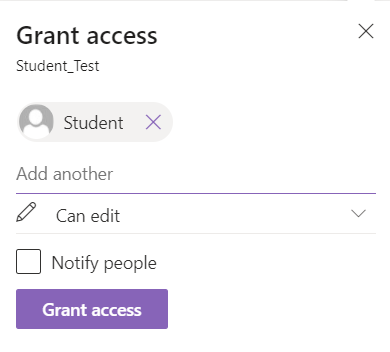 Grant access
Student_Test
Student
Add another
Can edit
Notify people
Grant access